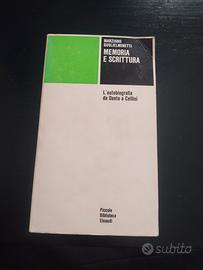 MARZIANO
GUGLIELMINETTI
MEMORIA
E SCRITTURA
L'autobiografia
da Dante a Cellini
Piccola
Biblioteca
Einaudi
subito